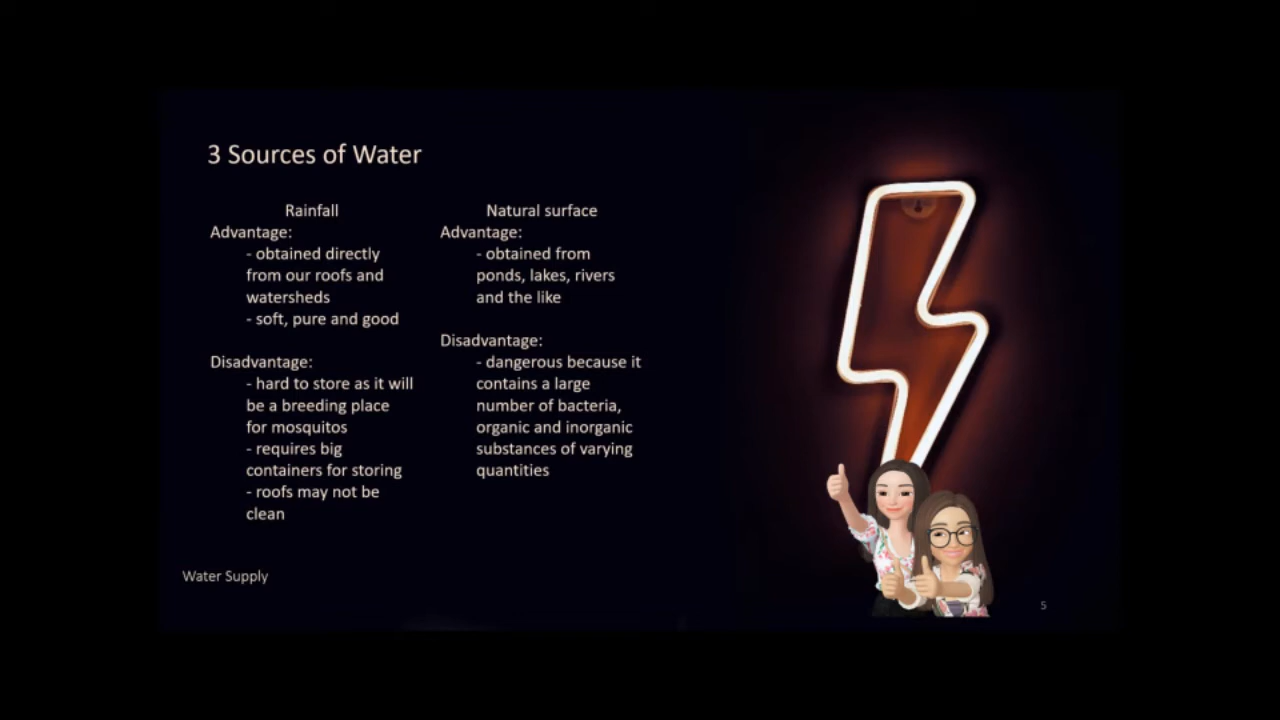 3 Sources of Water
Rainfall
Advantage:
- obtained directly
from our roofs and
watersheds
- soft, pure and good
Disadvantage:
- hard to store as it will
be a breeding place
for mosquitos
- requires big
containers for storing
- roofs may not be
clean
Natural surface
Advantage:
- obtained from
ponds, lakes, rivers
and the like
Disadvantage:
- dangerous because it
contains a large
number of bacteria,
organic and inorganic
substances of varying
quantities
Water Supply
5